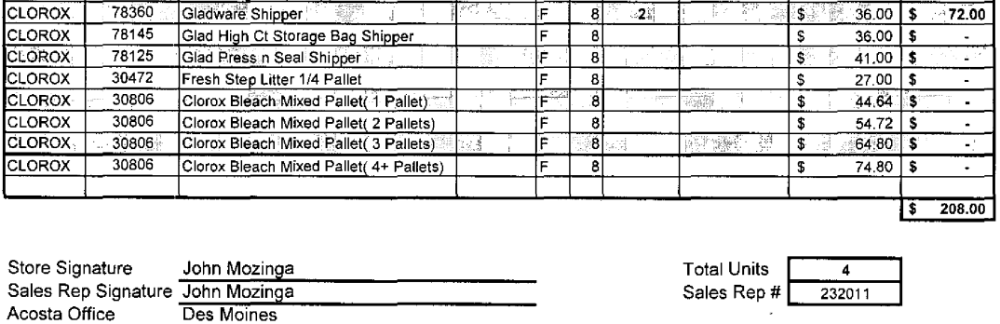 CLOROX 78360 Gladware Shipper F 8 2 $ 36.00 $ 72.00
CLOROX 78145 Glad High Ct Storage Bag Shipper F 8 $ 36.00 $ -
CLOROX 78125 Glad Press n Seal Shipper F 8 $ 41.00 $ -
CLOROX 30472 Fresh Step Litter 1/4 Pallet F 8 $ 27.00 $ -
CLOROX 30806 Clorox Bleach Mixed Pallet( 1 Pallet) F 8 $ 44.64 $ -
CLOROX 30806 Clorox Bleach Mixed Pallet( 2 Pallets) F 8 $ 54.72 $ -
CLOROX 30806 Clorox Bleach Mixed Pallet( 3 Pallets) F 8 $ 64.80 $ -
CLOROX 30806 Clorox Bleach Mixed Pallet( 4+ Pallets) F 8 $ 74.80 $ -
$ 208.00
Store Signature John Mozinga Total Units 4
Sales Rep Signature John Mozinga Sales Rep # 232011
Acosta Office Des Moines